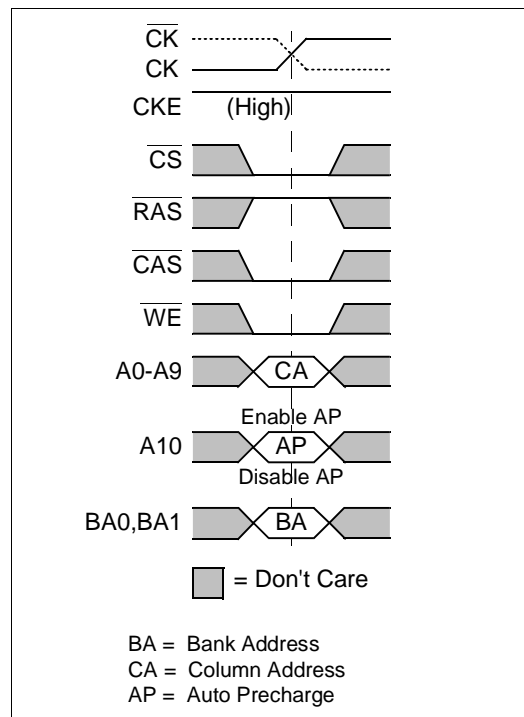 CK
CK
CKE (High)
CS
RAS
CAS
WE
A0-A9 CA
Enable AP
A10 AP
Disable AP
BA0,BA1 BA
= Don't Care
BA = Bank Address
CA = Column Address
AP = Auto Precharge